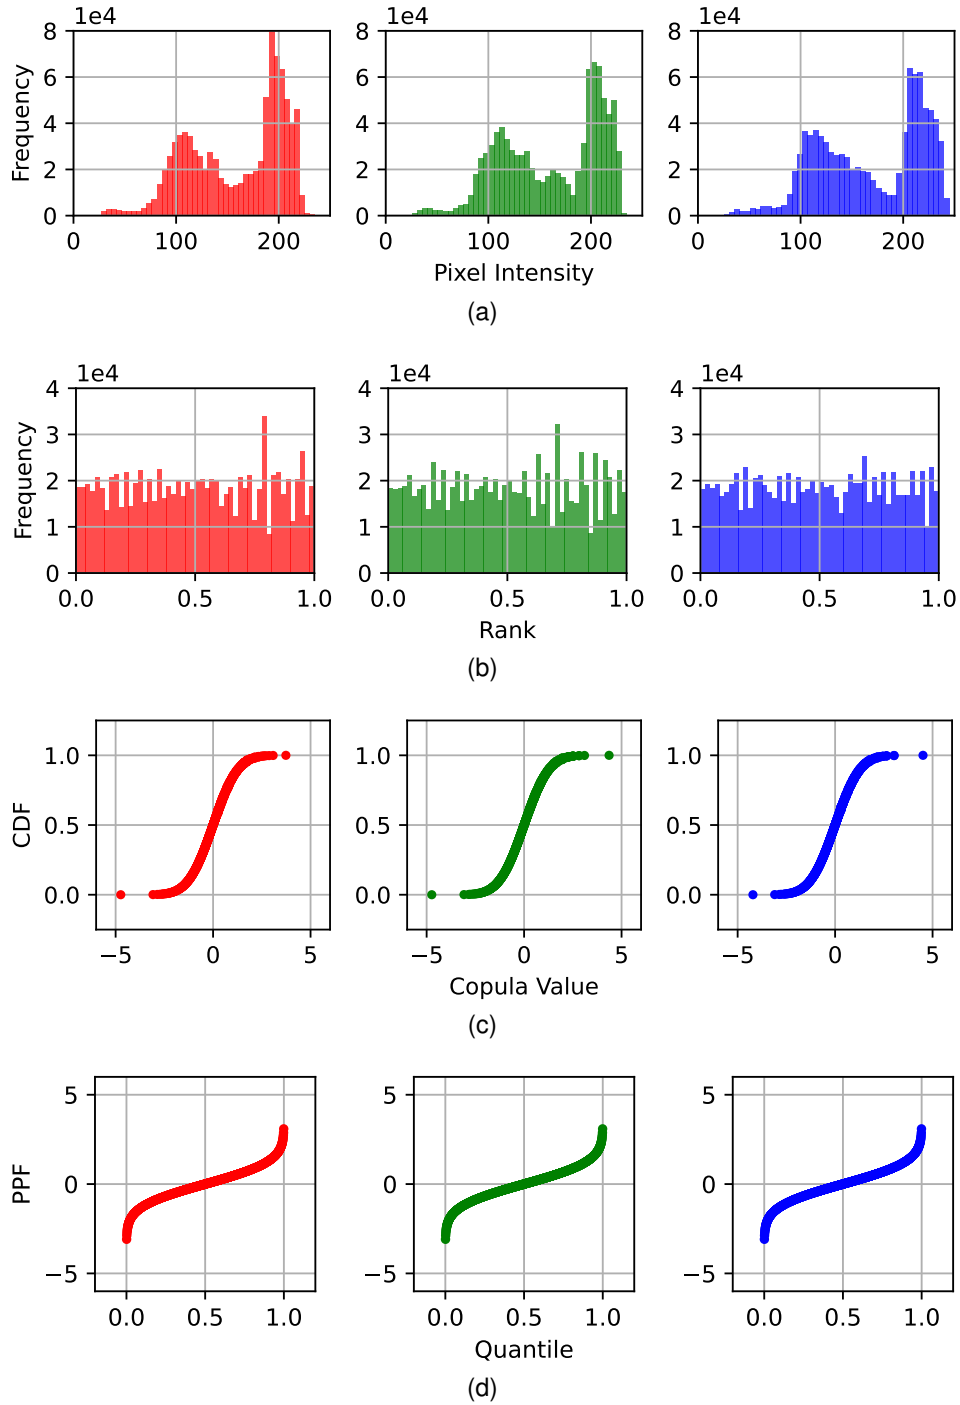 1e4 1e4 1e4
8 8 8
6 6 6
4 4 4
2 2 2
0 0 0
Frequency
0 100 200 0 100 200 0 100 200
Pixel Intensity
(a)
1e4 1e4 1e4
4 4 4
3 3 3
2 2 2
1 1 1
0 0 0
Frequency
0.0 0.5 1.0 0.0 0.5 1.0 0.0 0.5 1.0
Rank
(b)
1.0 1.0 1.0
0.5 0.5 0.5
0.0 0.0 0.0
CDF
−5 0 5 −5 0 5 −5 0 5
Copula Value
(c)
5 5 5
0 0 0
−5 −5 −5
PPF
0.0 0.5 1.0 0.0 0.5 1.0 0.0 0.5 1.0
Quantile
(d)